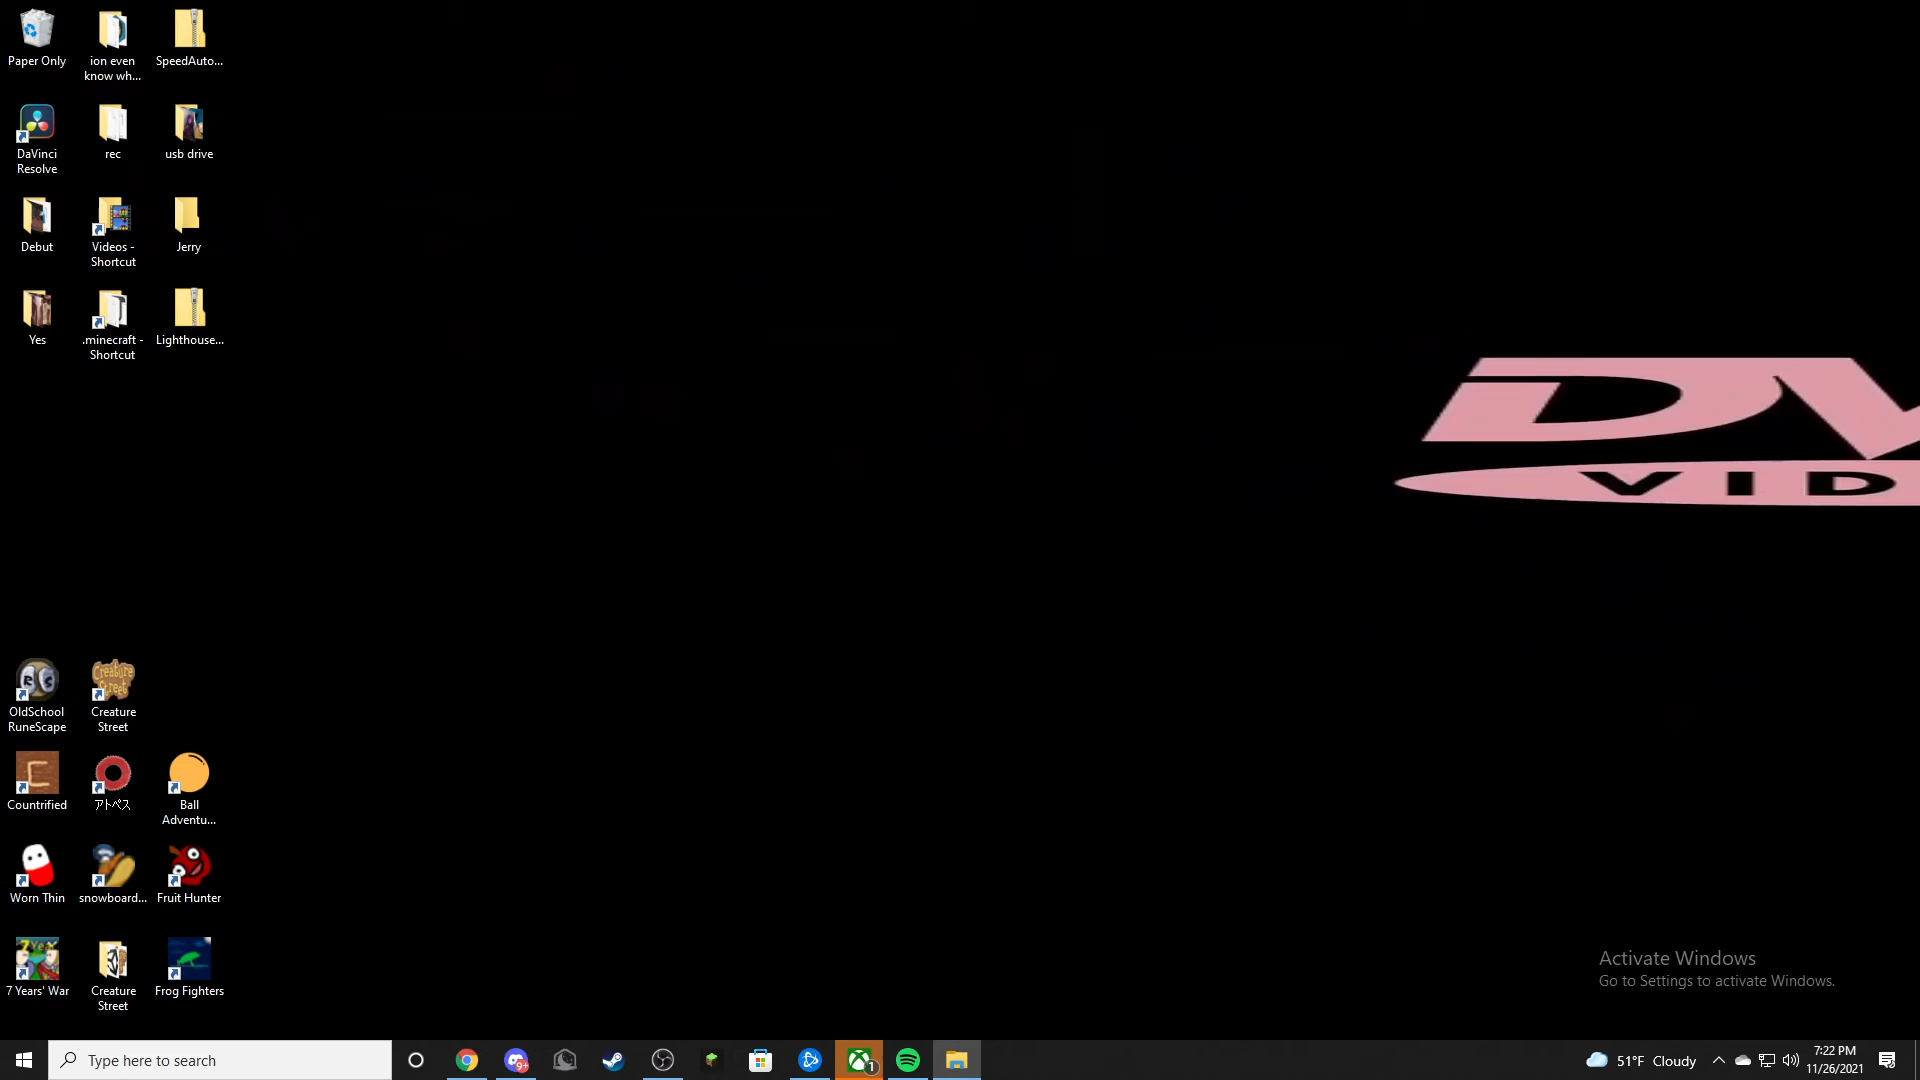 Paper Only
ion even
know wh...
SpeedAuto...
DaVinci
Resolve
rec
usb drive
Debut
Videos -
Shortcut
Jerry
Yes
.minecraft -
Shortcut
Lighthouse...
DV
VID
OldSchool
RuneScape
Creature
Street
Countrified
アトペス
Ball
Adventu...
Worn Thin
snowboard...
Fruit Hunter
7 Years' War
Creature
Street
Frog Fighters
Activate Windows
Go to Settings to activate Windows.
Type here to search
9+
1
51°F Cloudy
7:22 PM
11/26/2021